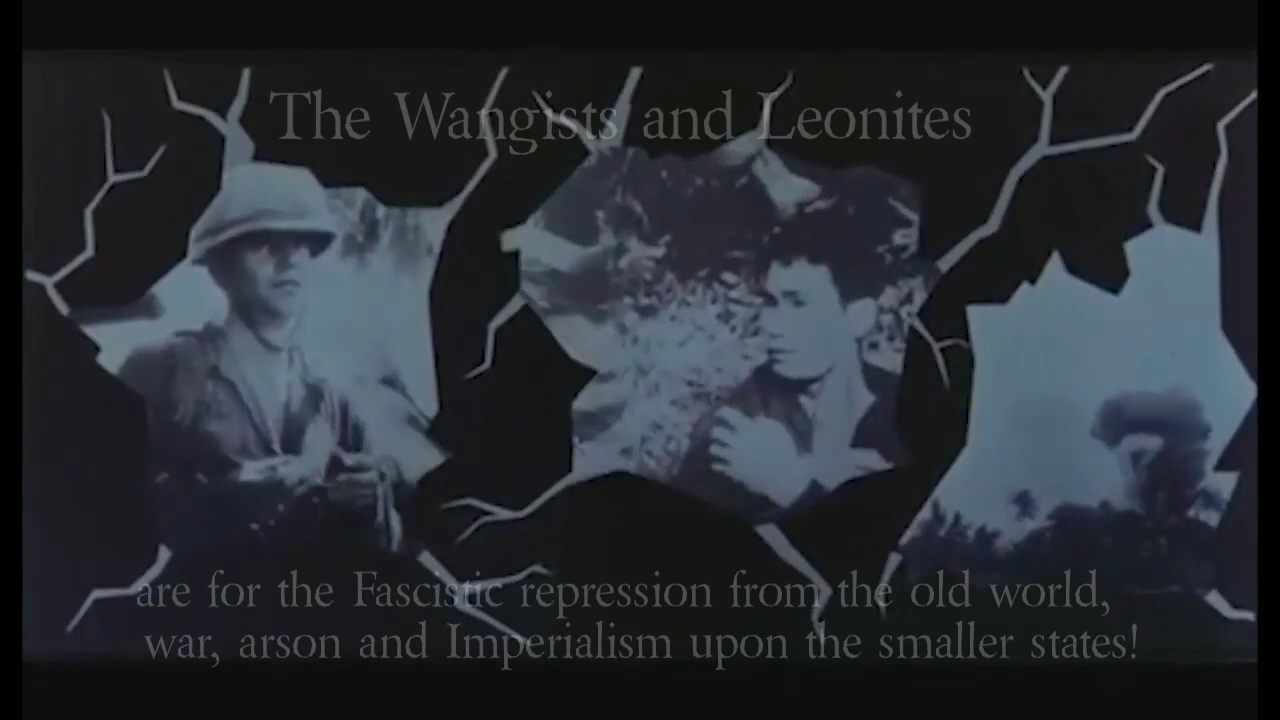 The Wangists and Leonites
are for the Fascistic repression from the old world,
war, arson and Imperialism upon the smaller states!